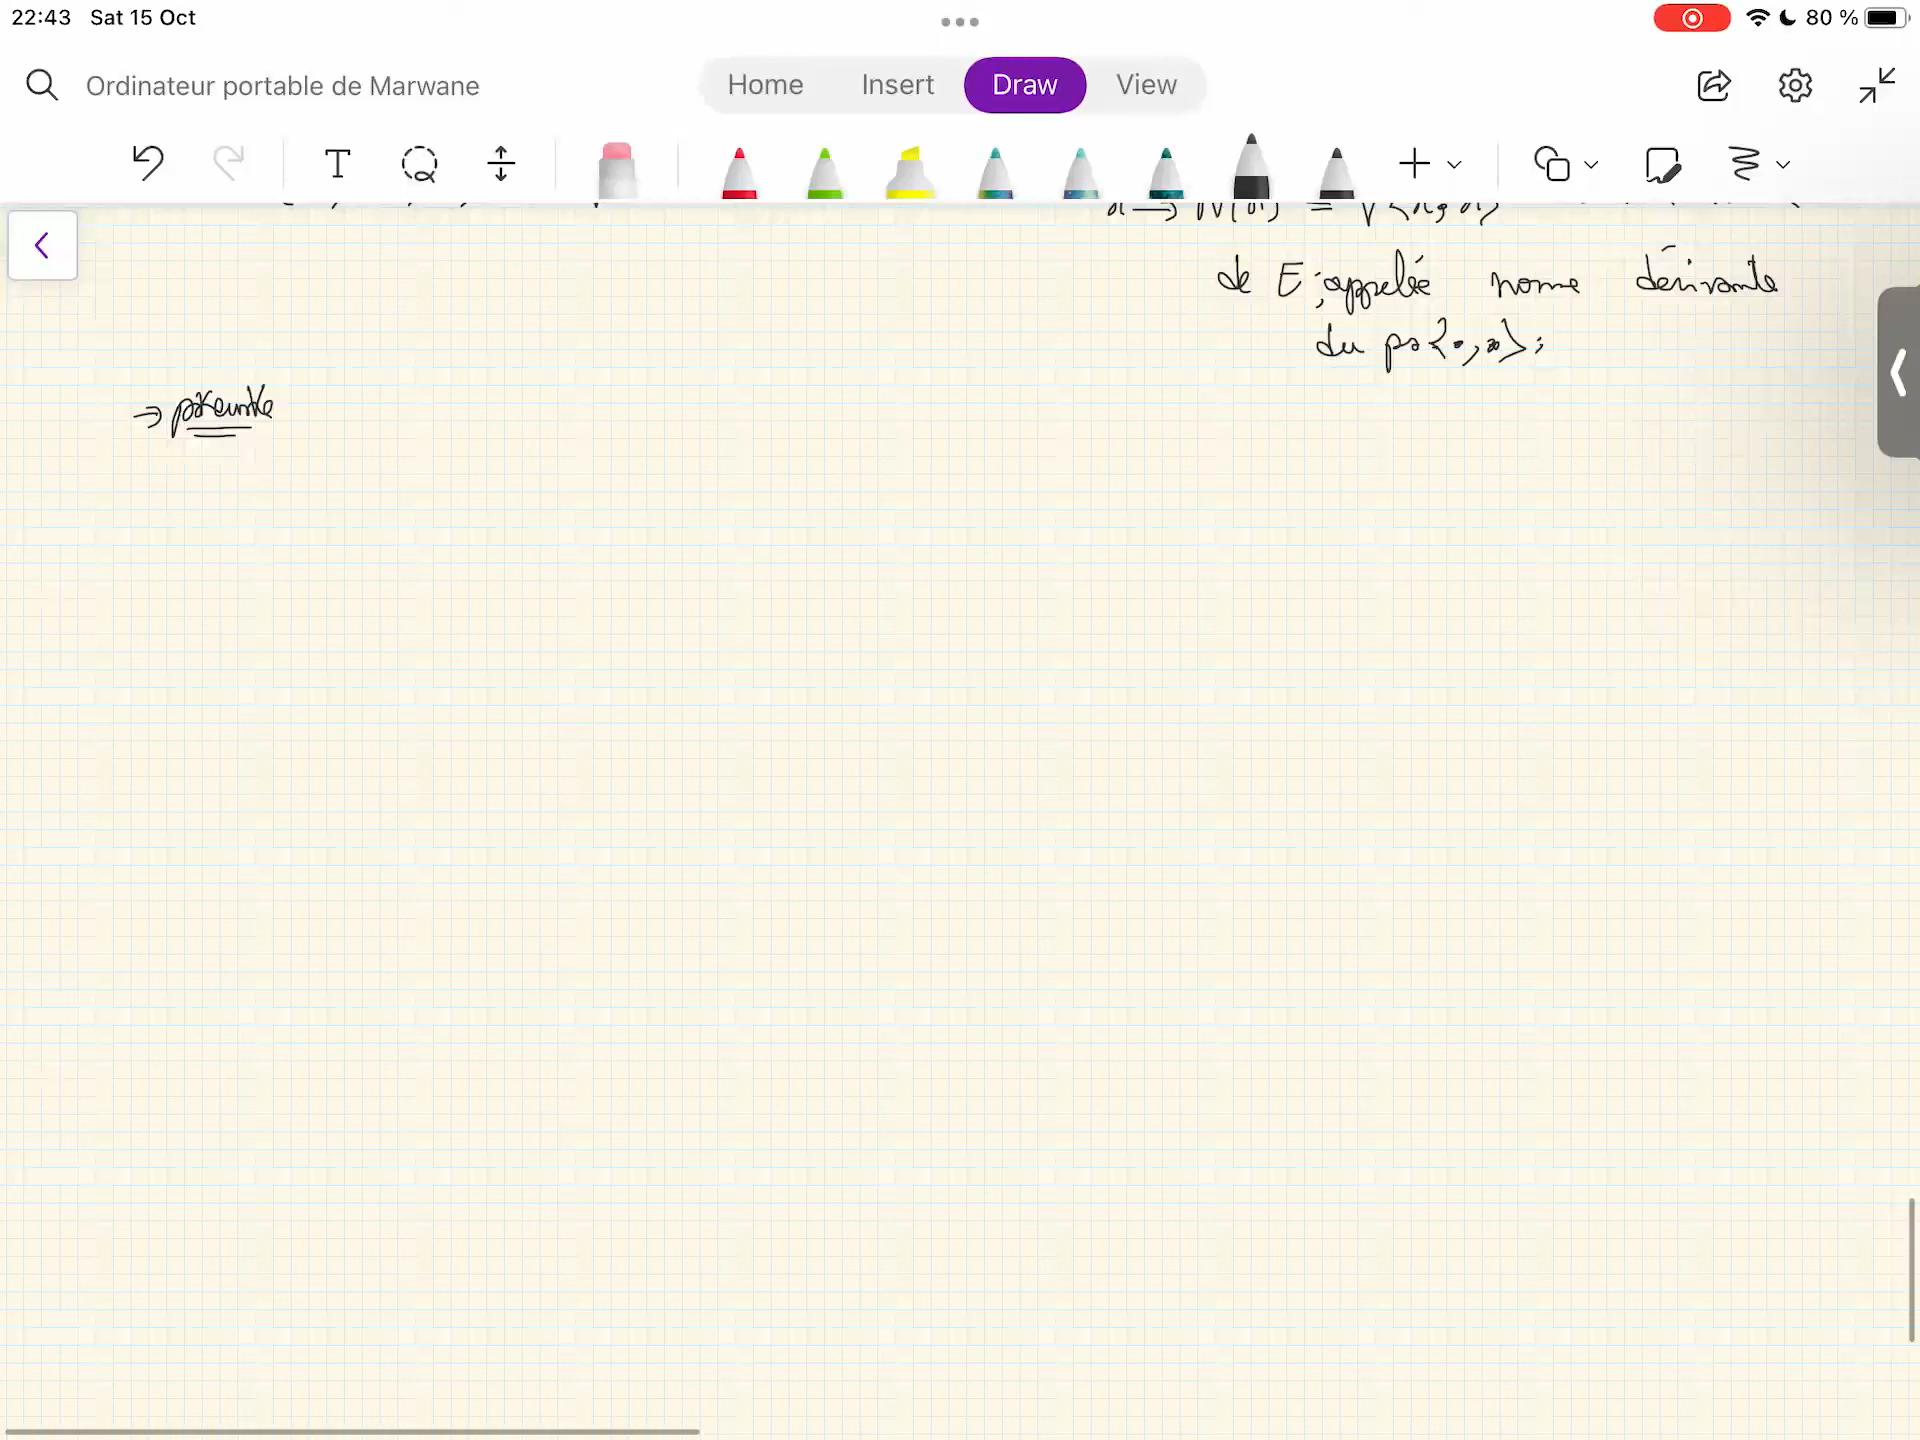 22:43 Sat 15 Oct 80 %
Ordinateur portable de Marwane Home Insert Draw View
T
x → N(x) = √⟨x, x⟩
de E, appelée norme dérivante
du ps ⟨., .⟩ ;
→ preuve